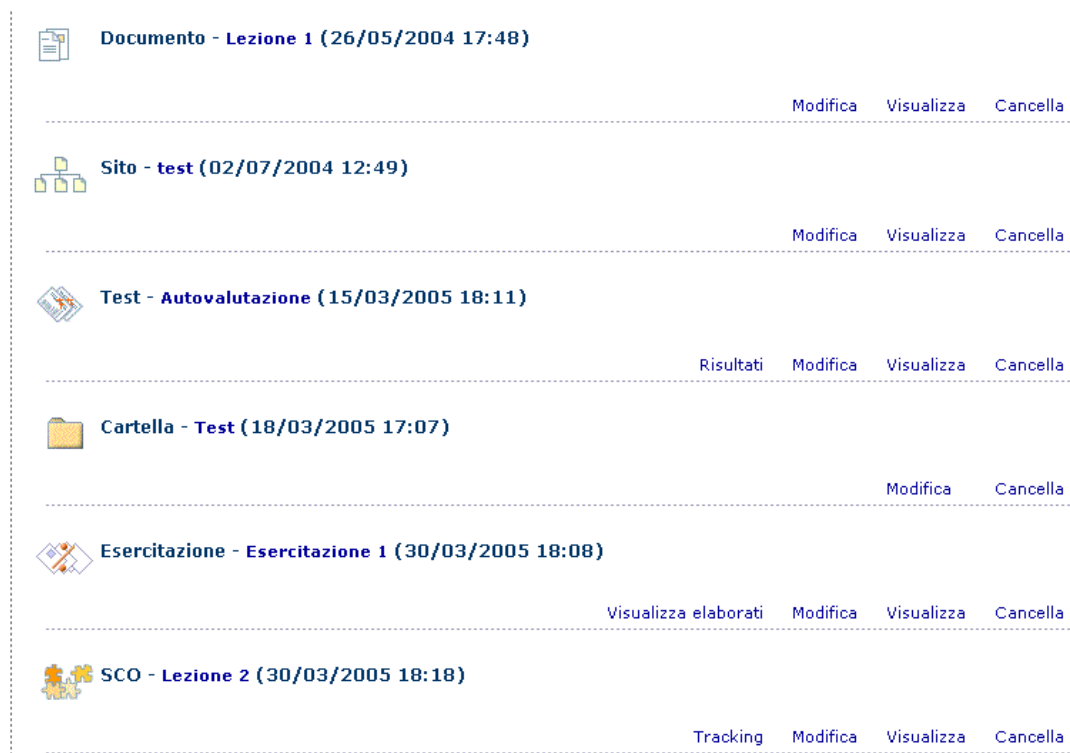 Documento - Lezione 1 (26/05/2004 17:48)
Modifica Visualizza Cancella
Sito - test (02/07/2004 12:49)
Modifica Visualizza Cancella
Test - Autovalutazione (15/03/2005 18:11)
Risultati Modifica Visualizza Cancella
Cartella - Test (18/03/2005 17:07)
Modifica Cancella
Esercitazione - Esercitazione 1 (30/03/2005 18:08)
Visualizza elaborati Modifica Visualizza Cancella
SCO - Lezione 2 (30/03/2005 18:18)
Tracking Modifica Visualizza Cancella